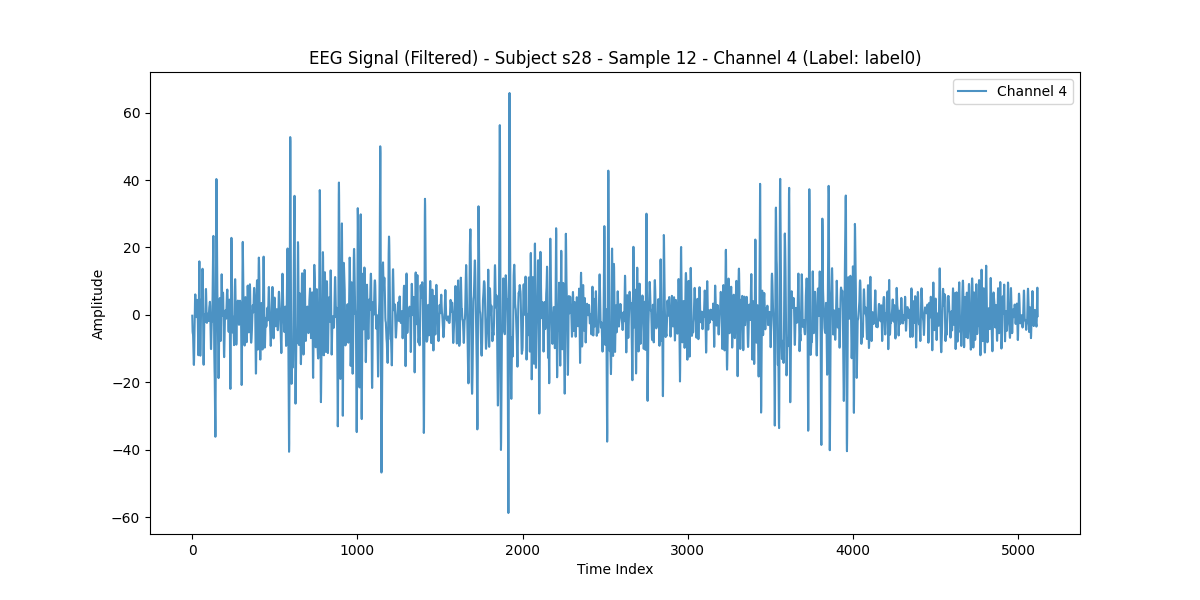 EEG Signal (Filtered) - Subject s28 - Sample 12 - Channel 4 (Label: label0)
Channel 4
60
40
20
0
−20
−40
−60
Amplitude
0 1000 2000 3000 4000 5000
Time Index